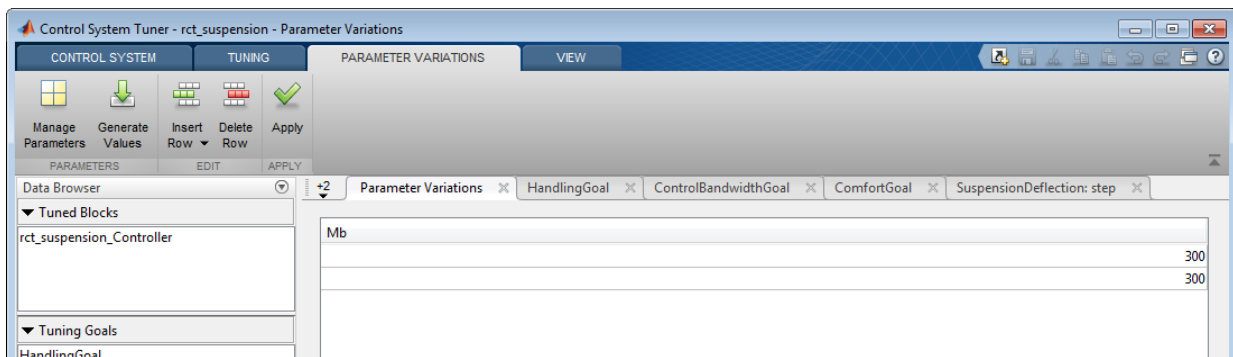 Control System Tuner - rct_suspension - Parameter Variations
CONTROL SYSTEM TUNING PARAMETER VARIATIONS VIEW
Manage Parameters Generate Values Insert Row Delete Row Apply
PARAMETERS EDIT APPLY
Data Browser +2 Parameter Variations HandlingGoal ControlBandwidthGoal ComfortGoal SuspensionDeflection: step
Tuned Blocks
rct_suspension_Controller
Mb
300
300
Tuning Goals
HandlingGoal